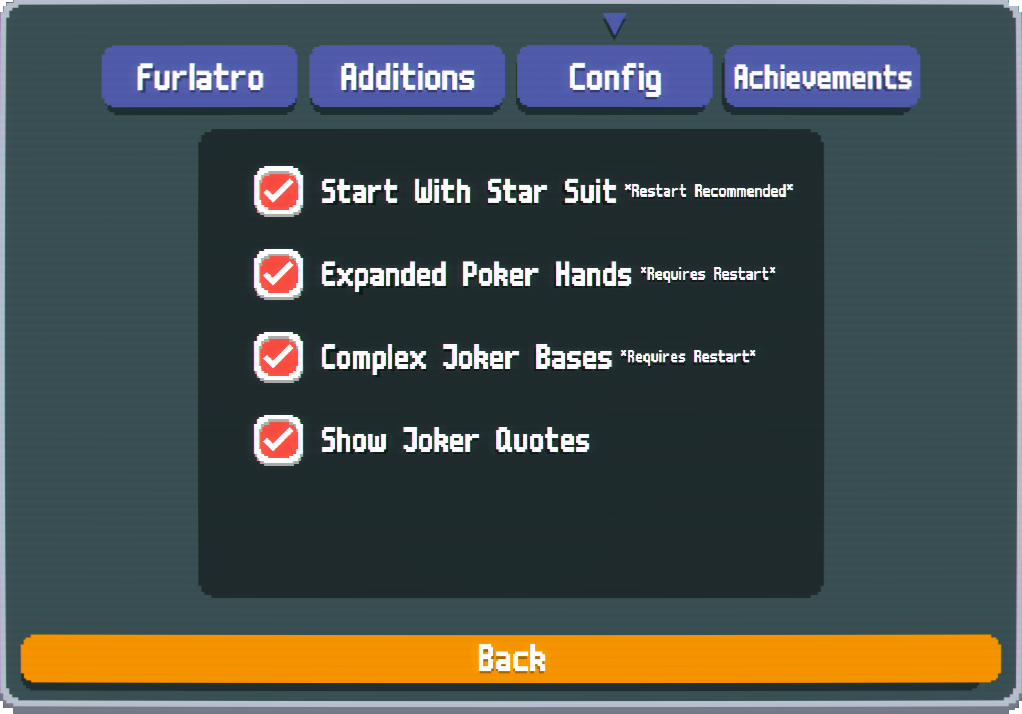 Furlatro Additions Config Achievements
Start With Star Suit *Restart Recommended*
Expanded Poker Hands *Requires Restart*
Complex Joker Bases *Requires Restart*
Show Joker Quotes
Back